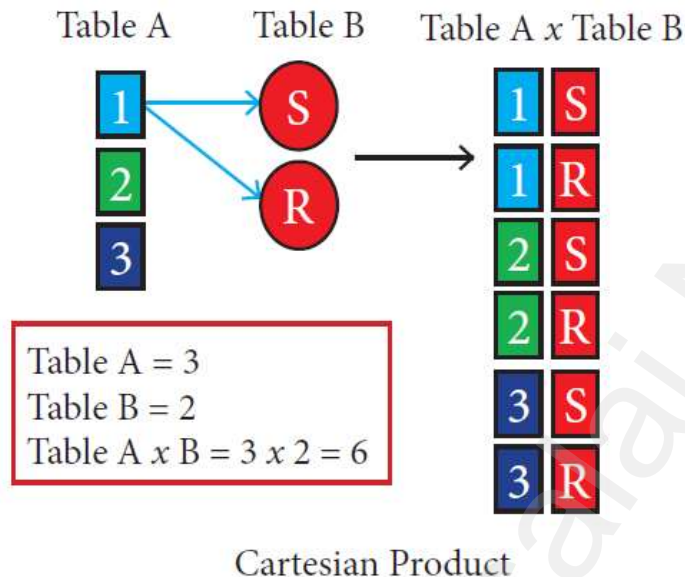 Table A Table B Table A x Table B
1 S 1 S
1 R
2 R 2 S
3 2 R
Table A = 3
Table B = 2
Table A x B = 3 x 2 = 6
3 S
3 R
Cartesian Product